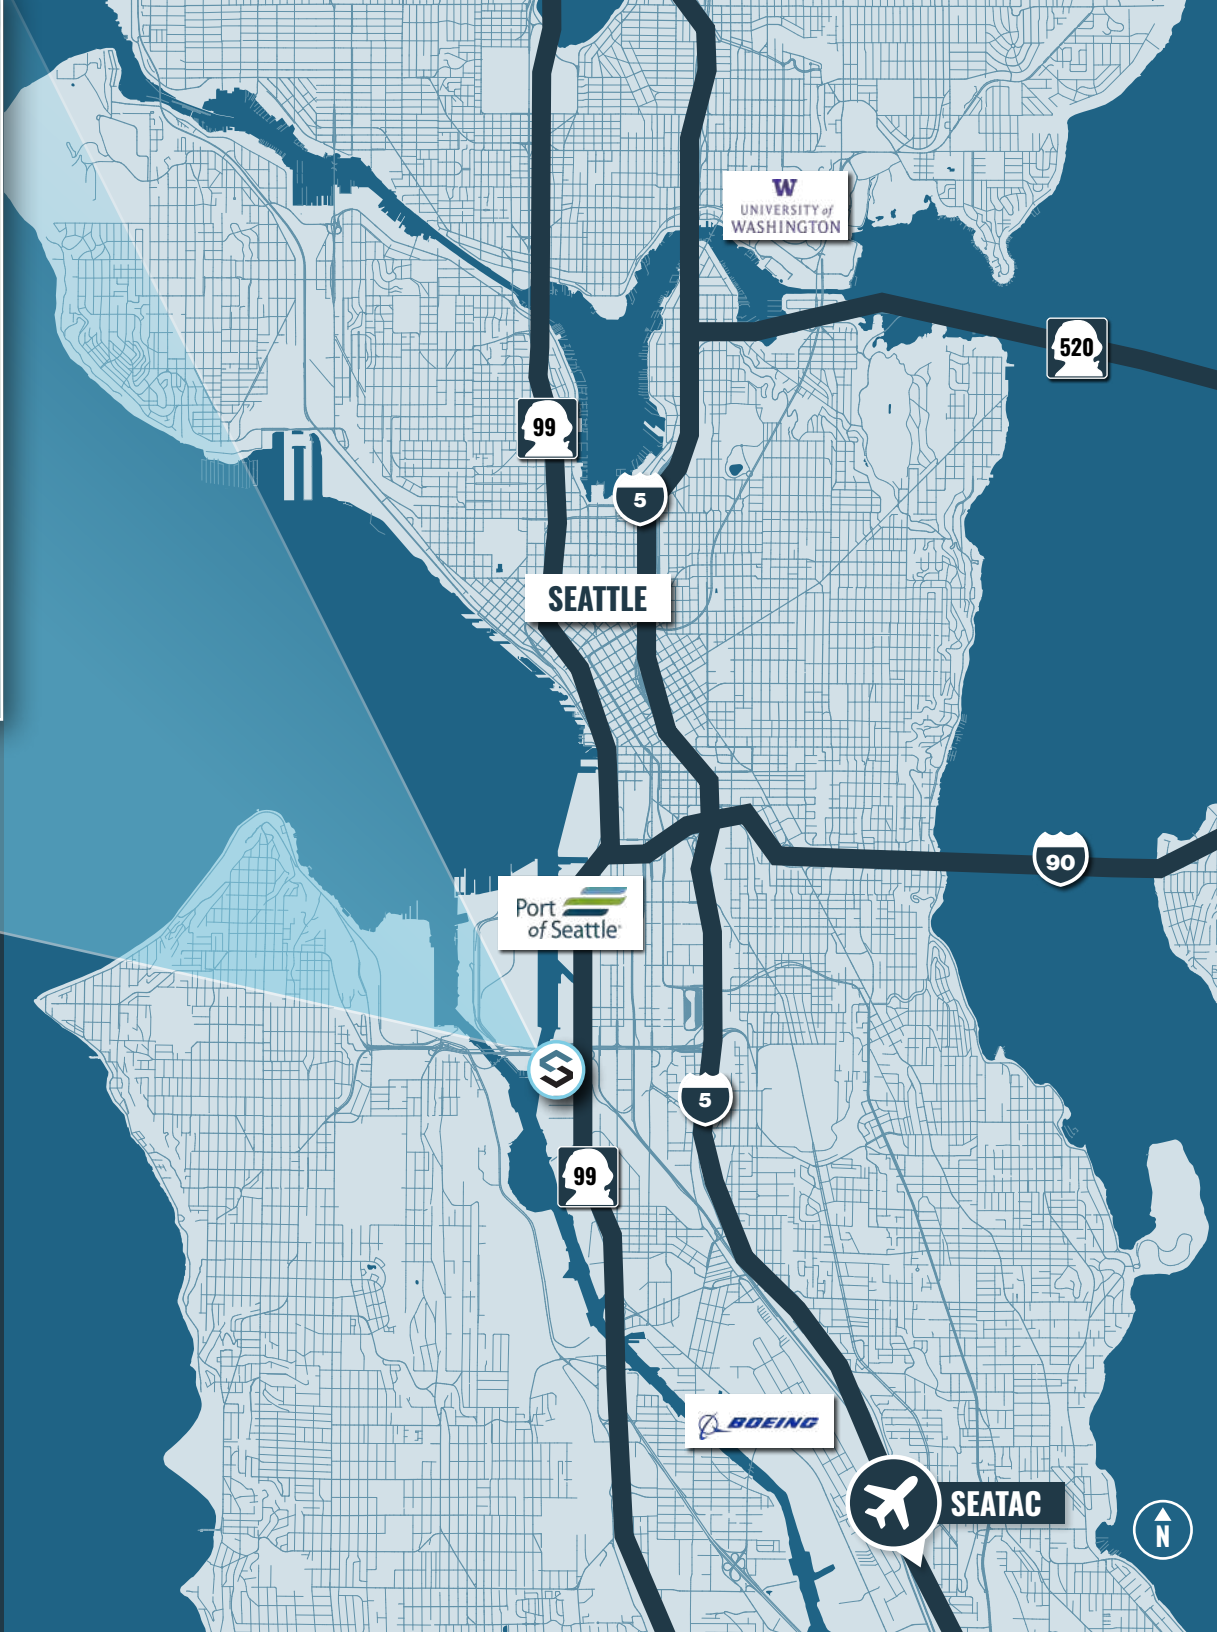 W
UNIVERSITY of
WASHINGTON
520
99
5
SEATTLE
90
Port
of Seattle
S
5
99
BOEING
SEATAC
N